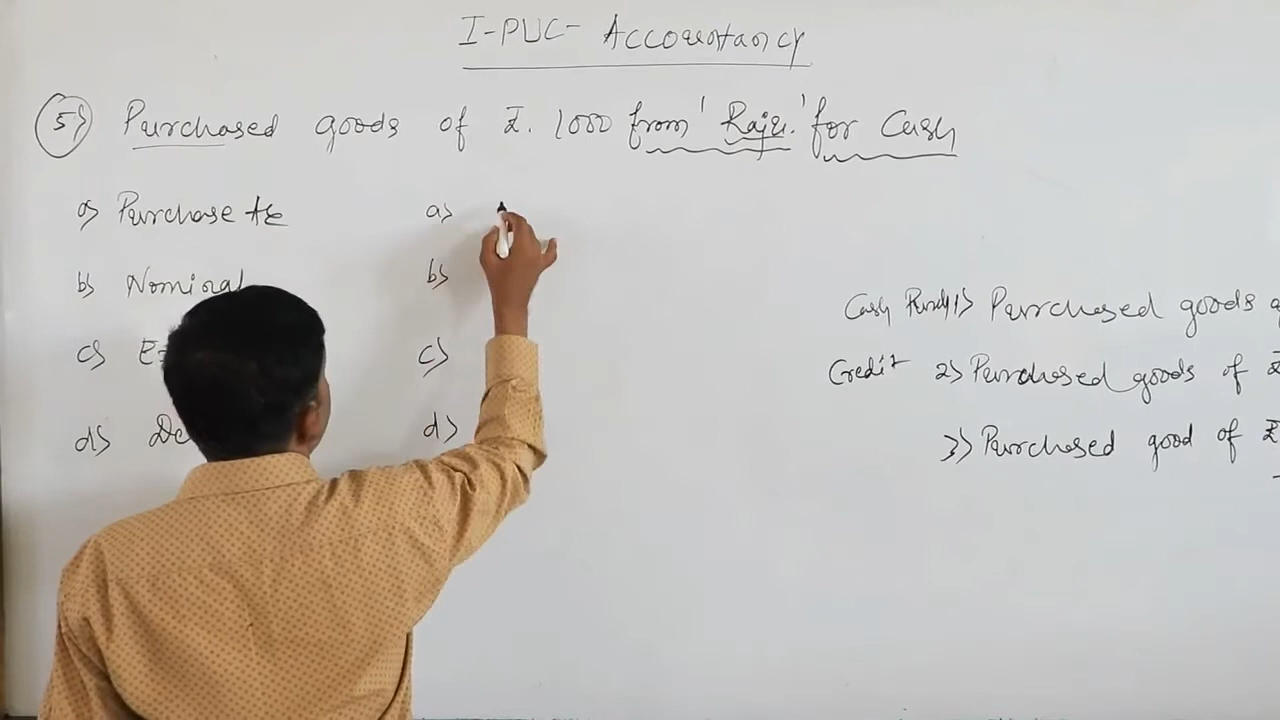 I-PUC- Accountancy
5) Purchased goods of ₹. 1000 from 'Raju.' for Cash
a) Purchase A/c
b) Nominal
c)
d) De
a)
b)
c)
d)
Cash 1) Purchased goods
Credit 2) Purchased goods of ₹
3) Purchased good of ₹